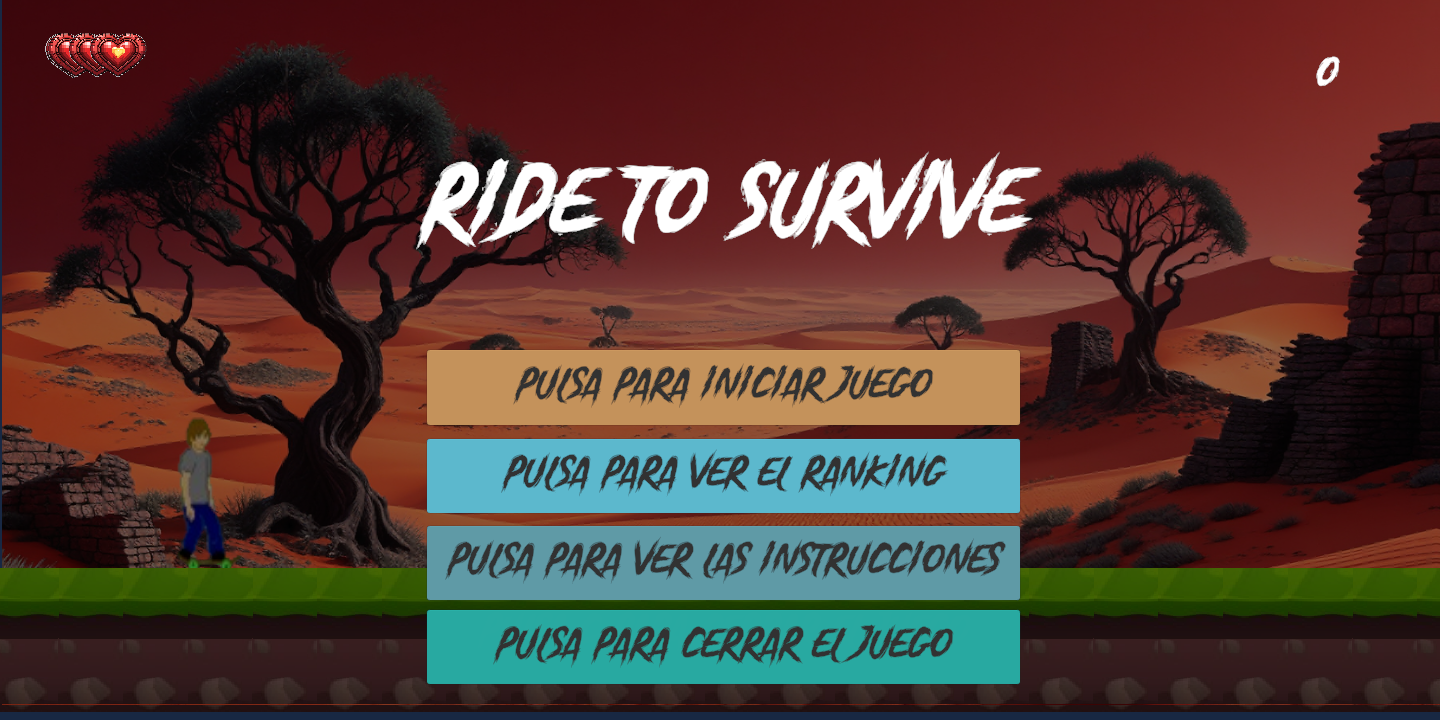 0
RIDE TO SURVIVE
PULSA PARA INICIAR JUEGO
PULSA PARA VER EL RANKING
PULSA PARA VER LAS INSTRUCCIONES
PULSA PARA CERRAR EL JUEGO